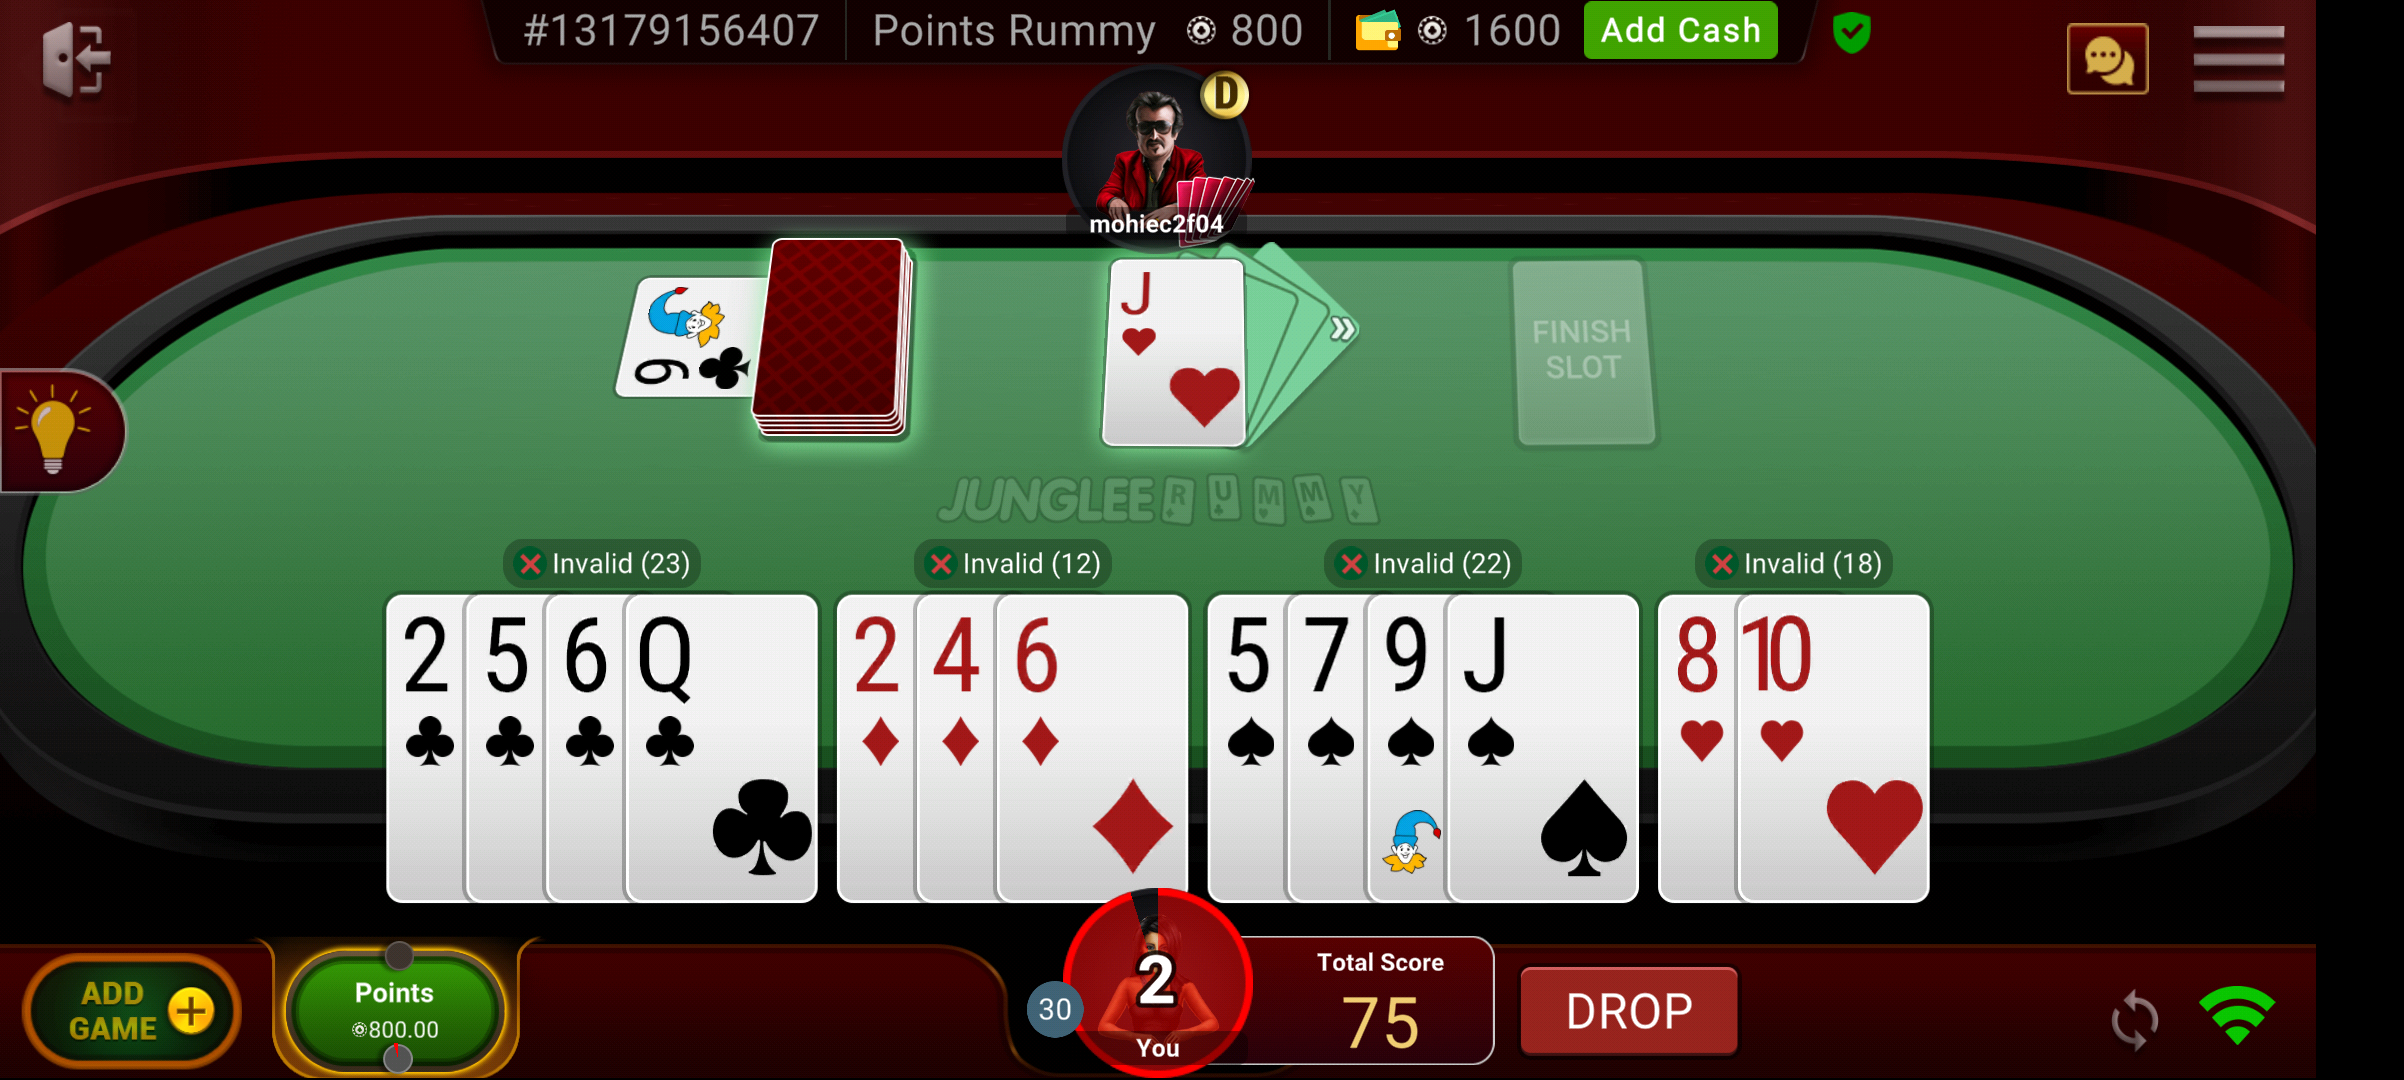 #13179156407 Points Rummy 800 1600 Add Cash
D
mohiec2f04
9
J
FINISH
SLOT
JUNGLEE RUMMY
Invalid (23) Invalid (12) Invalid (22) Invalid (18)
2 5 6 Q 2 4 6 5 7 9 J 8 10
ADD
GAME
Points
800.00
30
2
You
Total Score
75
DROP